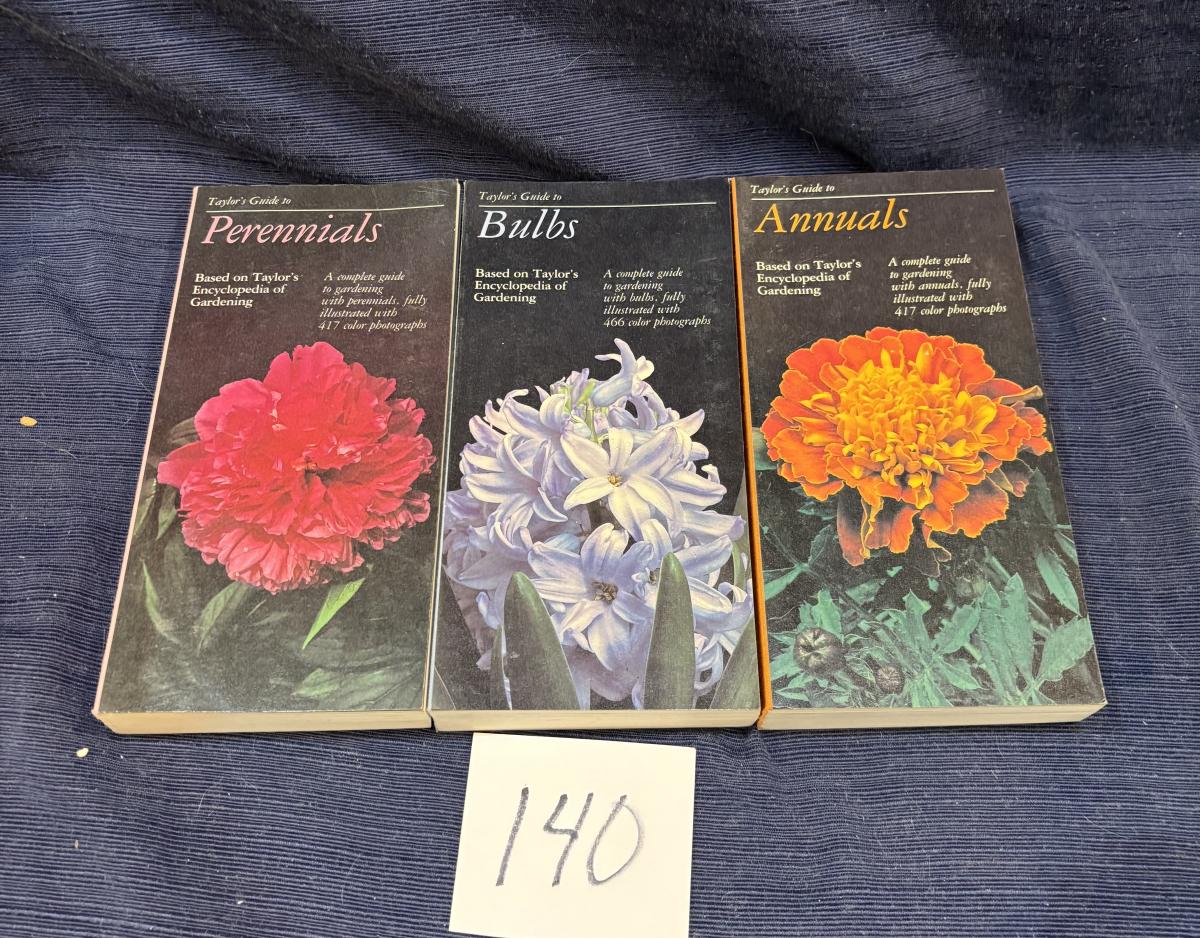 Taylor's Guide to
Perennials
Based on Taylor's
Encyclopedia of
Gardening
A complete guide
to gardening
with perennials, fully
illustrated with
417 color photographs
Taylor's Guide to
Bulbs
Based on Taylor's
Encyclopedia of
Gardening
A complete guide
to gardening
with bulbs, fully
illustrated with
466 color photographs
Taylor's Guide to
Annuals
Based on Taylor's
Encyclopedia of
Gardening
A complete guide
to gardening
with annuals, fully
illustrated with
417 color photographs
140